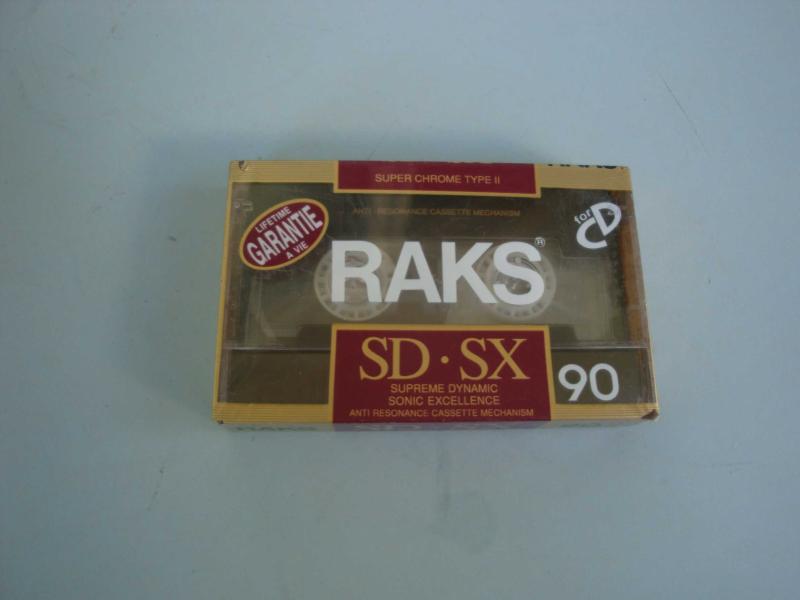 SUPER CHROME TYPE II
ANTI-RESONANCE CASSETTE MECHANISM
LIFETIME
GARANTIE
A VIE
for CD
RAKS®
SD·SX
SUPREME DYNAMIC
SONIC EXCELLENCE
ANTI RESONANCE CASSETTE MECHANISM
90